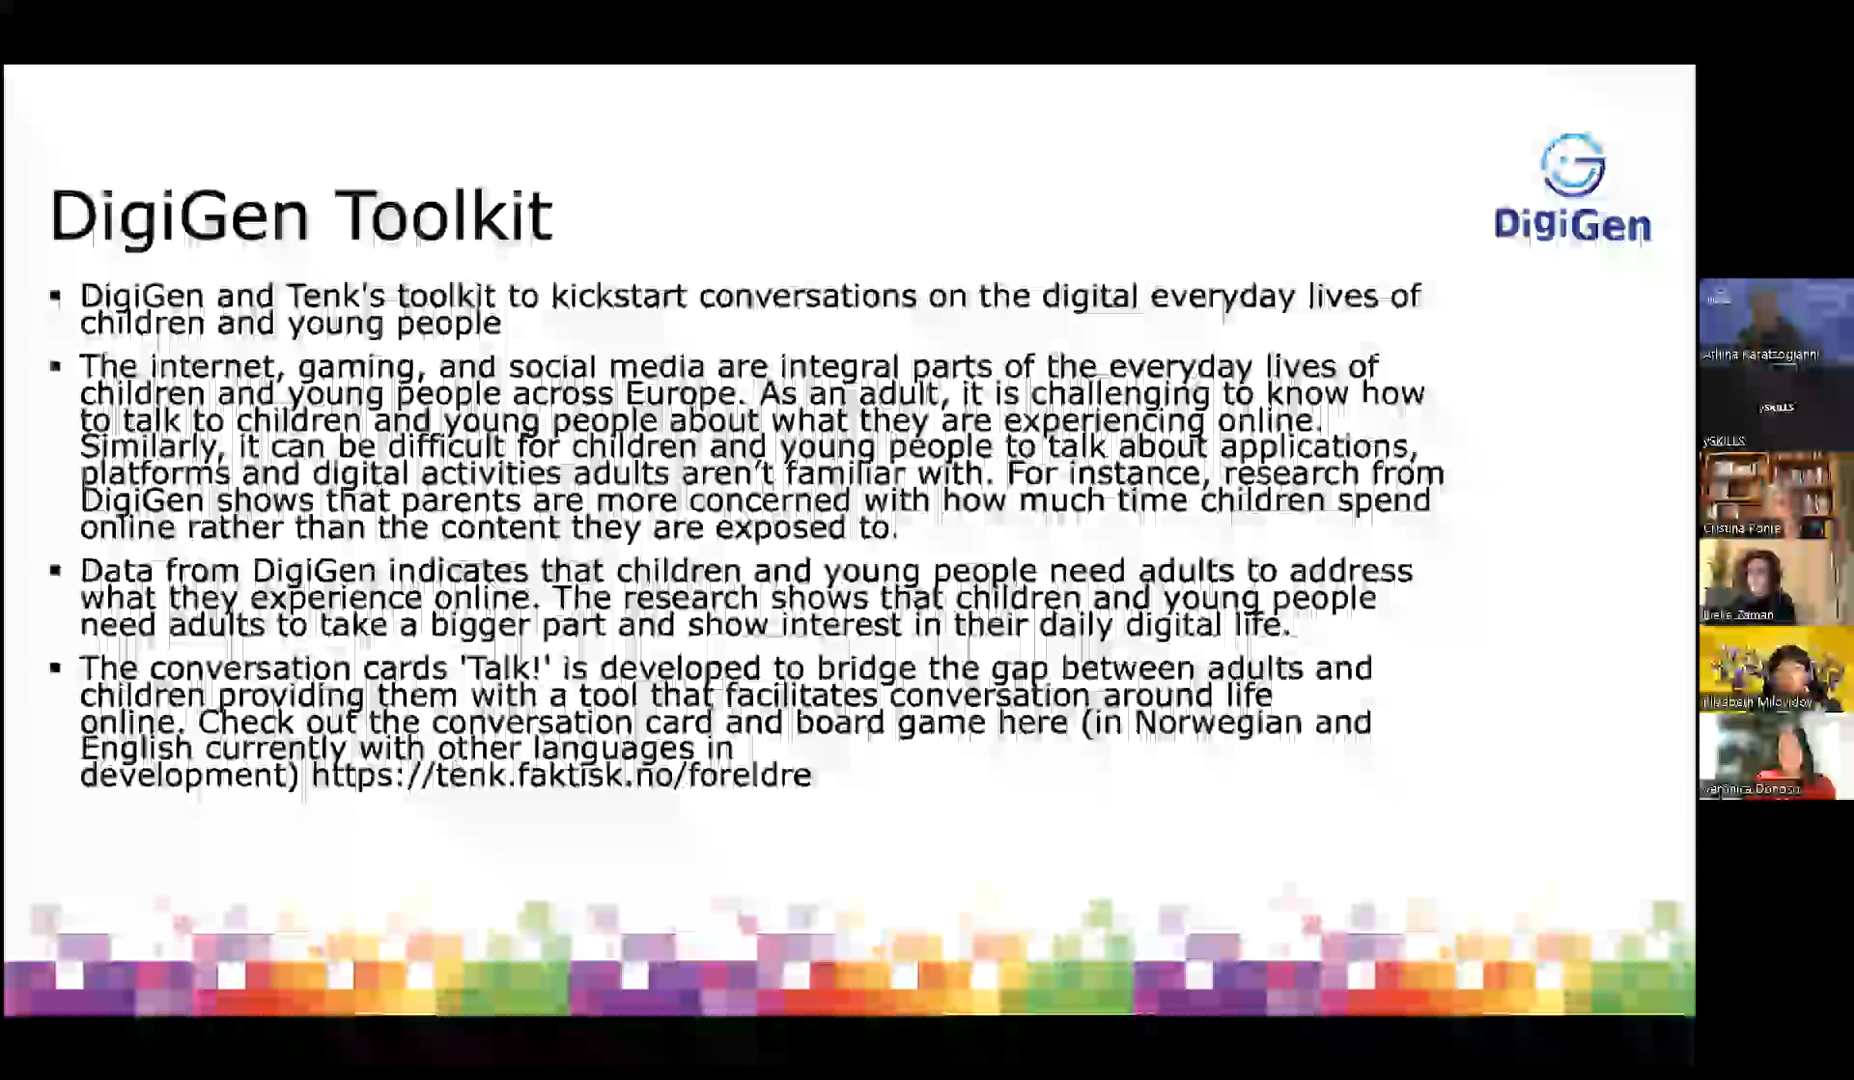 DigiGen
DigiGen Toolkit
▪ DigiGen and Tenk's toolkit to kickstart conversations on the digital everyday lives of
children and young people
▪ The internet, gaming, and social media are integral parts of the everyday lives of
children and young people across Europe. As an adult, it is challenging to know how
to talk to children and young people about what they are experiencing online.
Similarly, it can be difficult for children and young people to talk about applications,
platforms and digital activities adults aren't familiar with. For instance, research from
DigiGen shows that parents are more concerned with how much time children spend
online rather than the content they are exposed to.
▪ Data from DigiGen indicates that children and young people need adults to address
what they experience online. The research shows that children and young people
need adults to take a bigger part and show interest in their daily digital life.
▪ The conversation cards 'Talk!' is developed to bridge the gap between adults and
children providing them with a tool that facilitates conversation around life
online. Check out the conversation card and board game here (in Norwegian and
English currently with other languages in
development) https://tenk.faktisk.no/foreldre
Athina Karatzogianni
ySKILLS
ySKILLS
Cristina Ponte
Zaman
Elizabeth Milovidov
Veronica Donoso